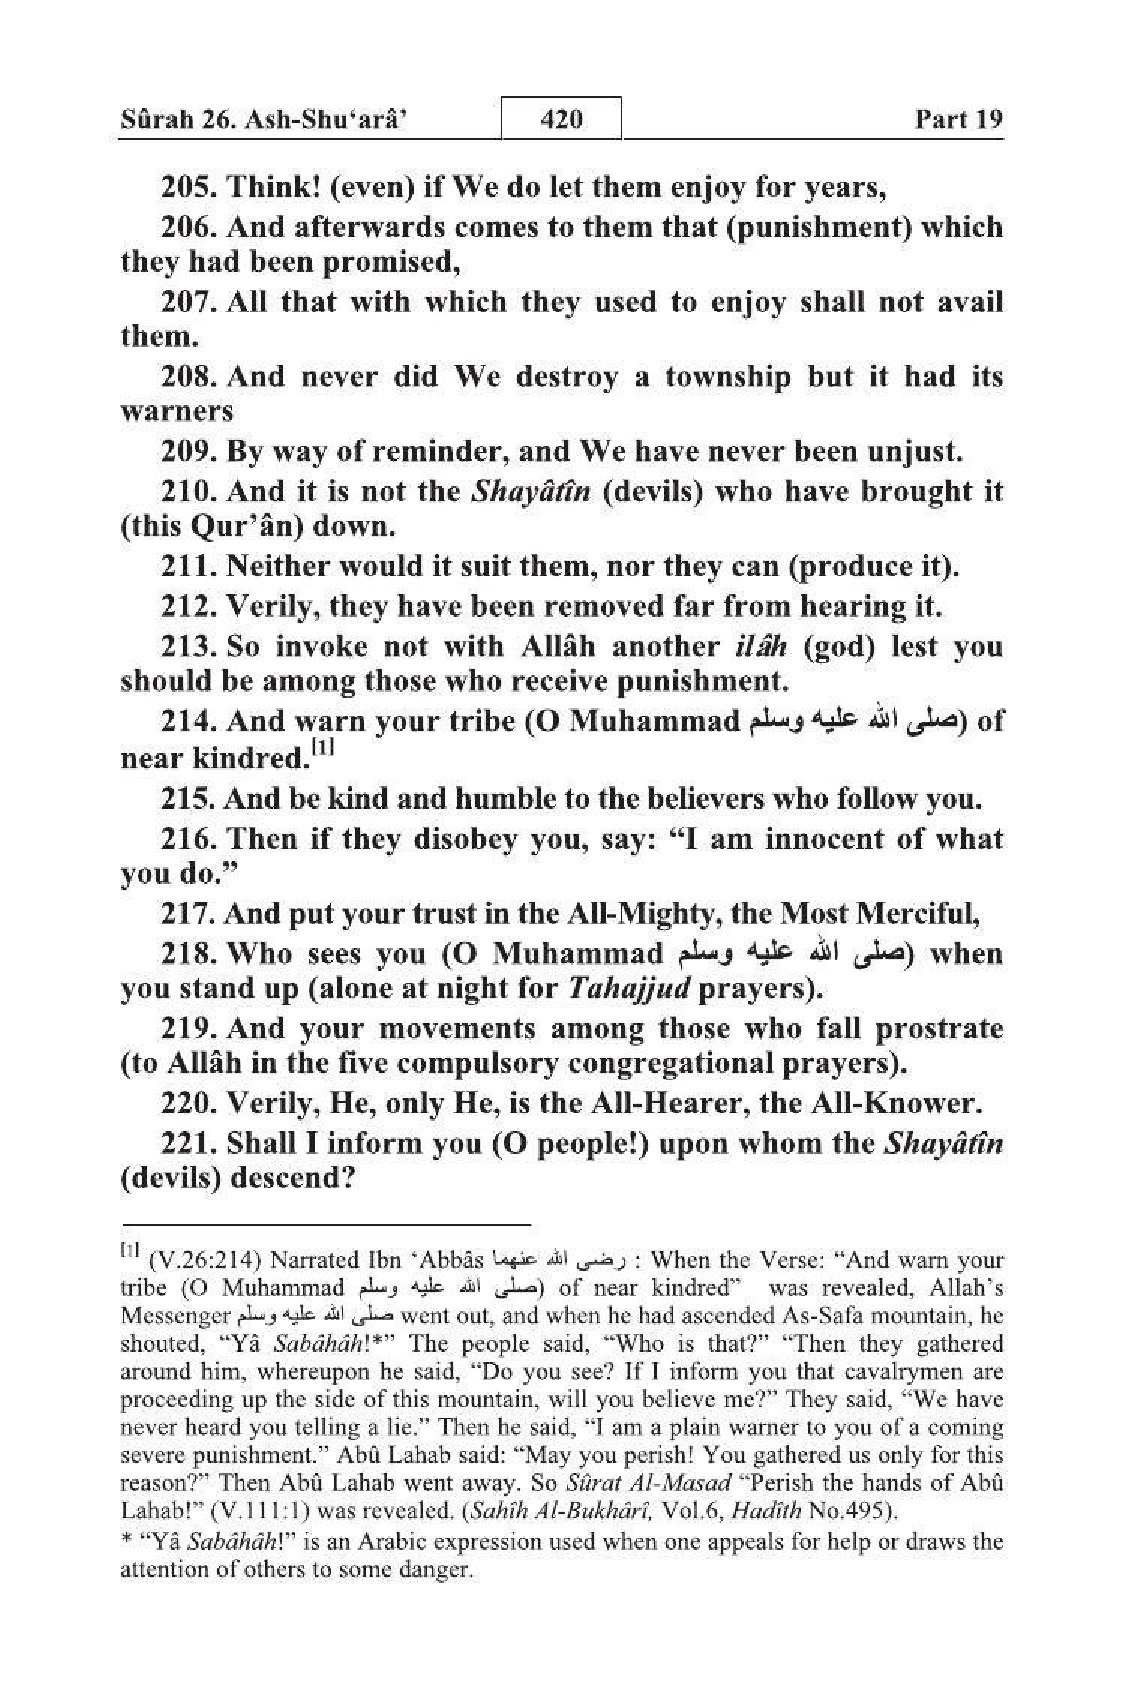 Sûrah 26. Ash-Shu‘arâ’ 420 Part 19
205. Think! (even) if We do let them enjoy for years,
206. And afterwards comes to them that (punishment) which
they had been promised,
207. All that with which they used to enjoy shall not avail
them.
208. And never did We destroy a township but it had its
warners
209. By way of reminder, and We have never been unjust.
210. And it is not the Shayâtîn (devils) who have brought it
(this Qur’ân) down.
211. Neither would it suit them, nor they can (produce it).
212. Verily, they have been removed far from hearing it.
213. So invoke not with Allâh another ilâh (god) lest you
should be among those who receive punishment.
214. And warn your tribe (O Muhammad صلى الله عليه وسلم) of
near kindred.[1]
215. And be kind and humble to the believers who follow you.
216. Then if they disobey you, say: “I am innocent of what
you do.”
217. And put your trust in the All-Mighty, the Most Merciful,
218. Who sees you (O Muhammad صلى الله عليه وسلم) when
you stand up (alone at night for Tahajjud prayers).
219. And your movements among those who fall prostrate
(to Allâh in the five compulsory congregational prayers).
220. Verily, He, only He, is the All-Hearer, the All-Knower.
221. Shall I inform you (O people!) upon whom the Shayâtîn
(devils) descend?
[1] (V.26:214) Narrated Ibn ‘Abbâs رضى الله عنهما : When the Verse: “And warn your
tribe (O Muhammad صلى الله عليه وسلم) of near kindred” was revealed, Allah’s
Messenger صلى الله عليه وسلم went out, and when he had ascended As-Safa mountain, he
shouted, “Yâ Sabâhâh!*” The people said, “Who is that?” “Then they gathered
around him, whereupon he said, “Do you see? If I inform you that cavalrymen are
proceeding up the side of this mountain, will you believe me?” They said, “We have
never heard you telling a lie.” Then he said, “I am a plain warner to you of a coming
severe punishment.” Abû Lahab said: “May you perish! You gathered us only for this
reason?” Then Abû Lahab went away. So Sûrat Al-Masad “Perish the hands of Abû
Lahab!” (V.111:1) was revealed. (Sahîh Al-Bukhârî, Vol.6, Hadîth No.495).
* “Yâ Sabâhâh!” is an Arabic expression used when one appeals for help or draws the
attention of others to some danger.